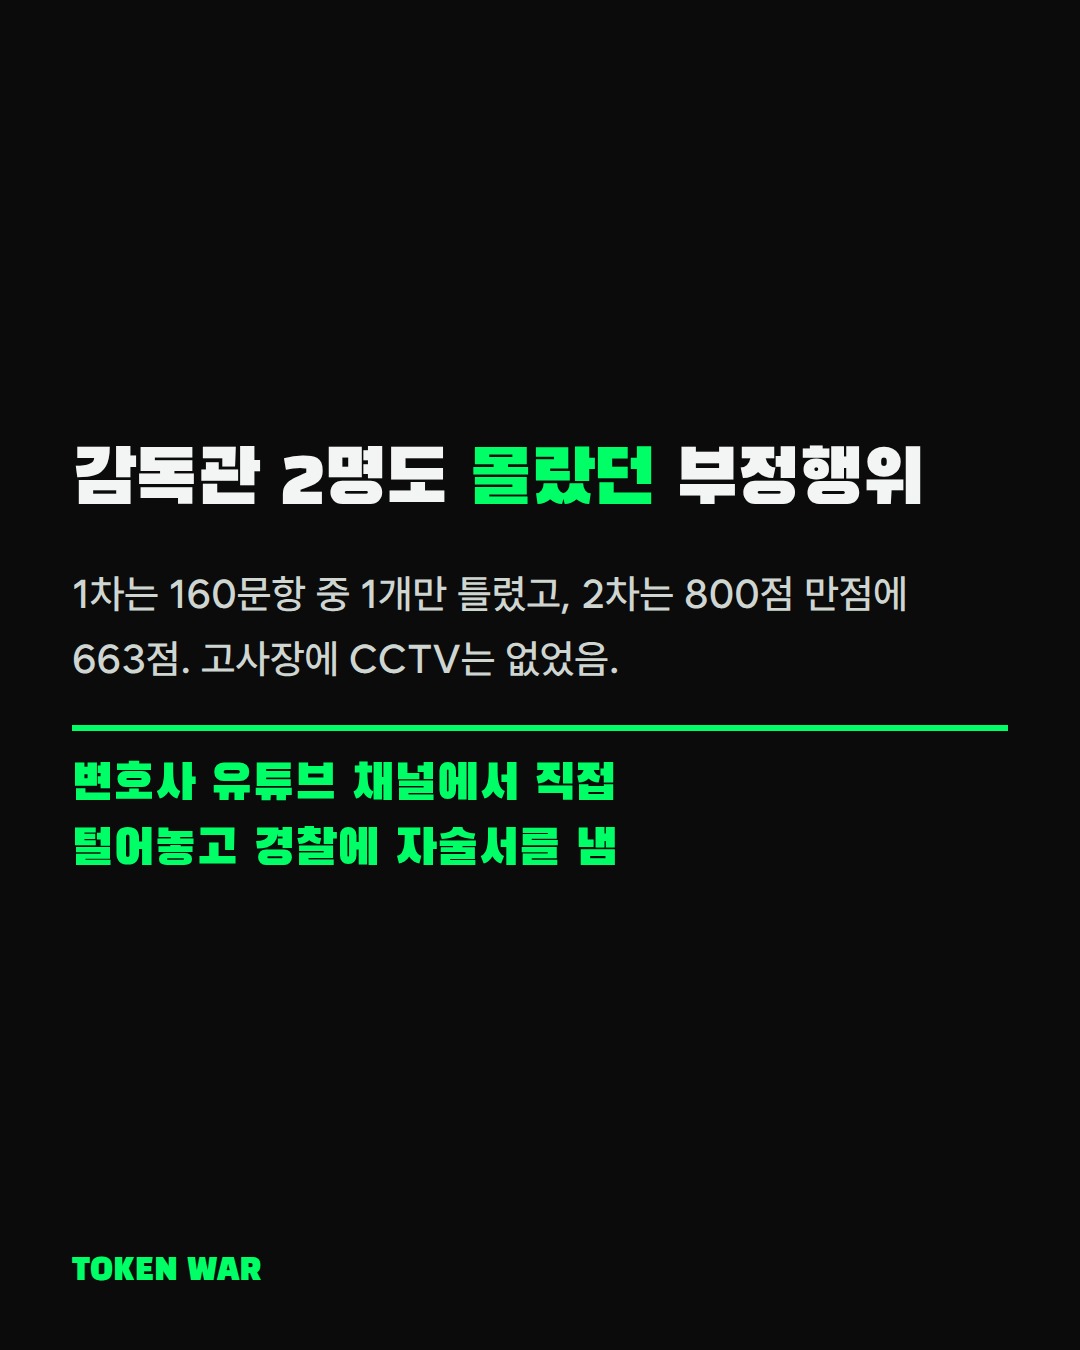 감독관 2명도 몰랐던 부정행위
1차는 160문항 중 1개만 틀렸고, 2차는 800점 만점에
663점. 고사장에 CCTV는 없었음.
변호사 유튜브 채널에서 직접
털어놓고 경찰에 자술서를 냄
TOKEN WAR